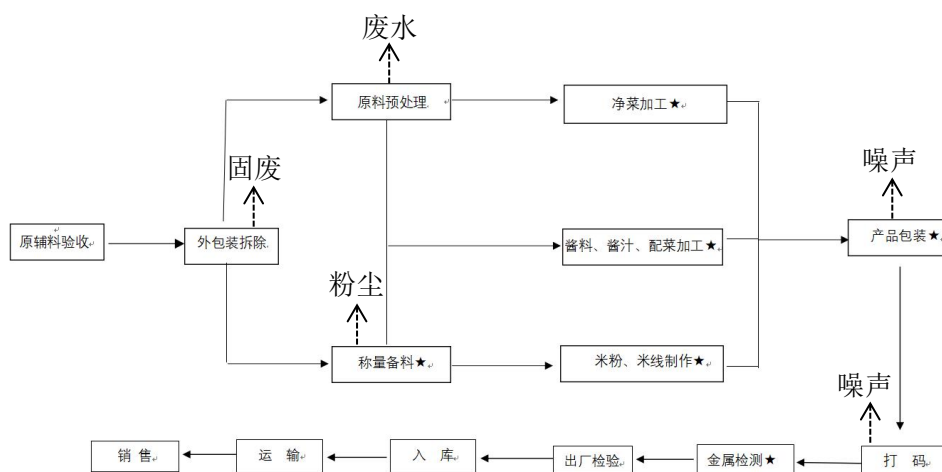 废水
原料预处理
净菜加工★
固废
噪声
原辅料验收
外包装拆除
酱料、酱汁、配菜加工★
产品包装★
粉尘
称量备料★
米粉、米线制作★
噪声
销售
运 输
入 库
出厂检验
金属检测★
打 码